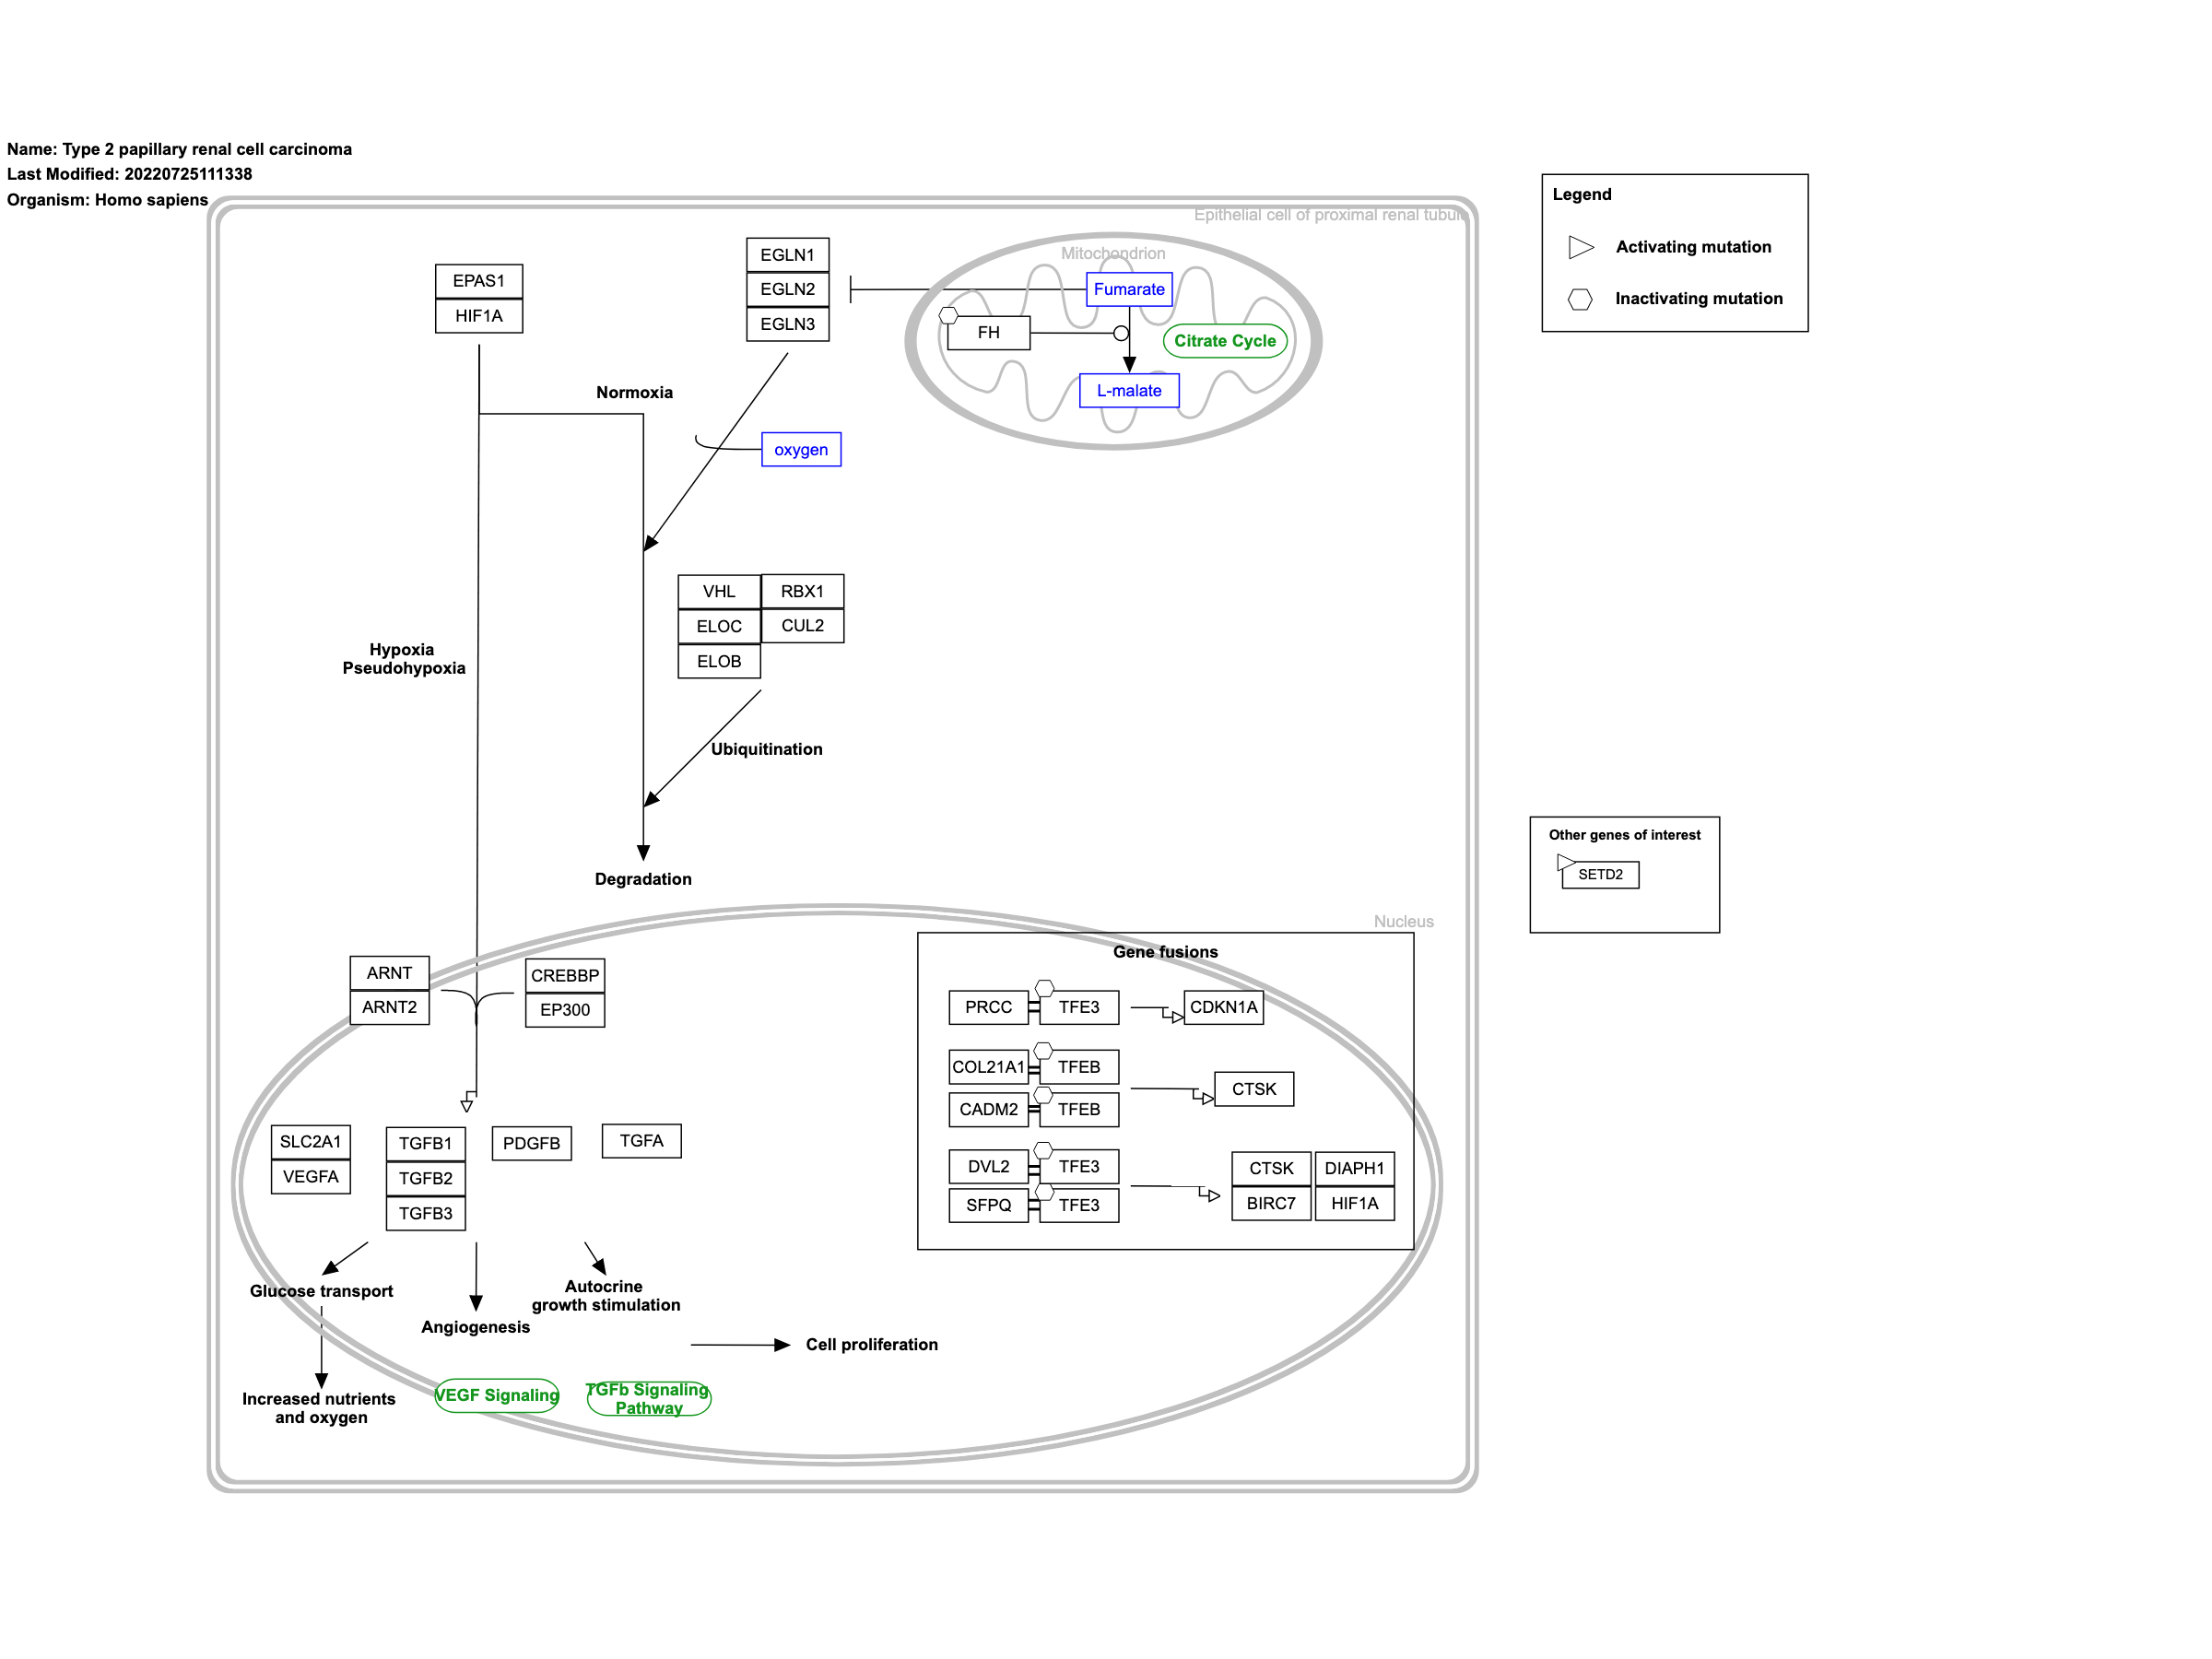 Name: Type 2 papillary renal cell carcinoma
Last Modified: 20220725111338
Organism: Homo sapiens
Epithelial cell of proximal renal tubule
Legend
Activating mutation
Inactivating mutation
Mitochondrion
EGLN1
EGLN2
EGLN3
EPAS1
HIF1A
Fumarate
FH
Citrate Cycle
L-malate
Normoxia
oxygen
VHL
RBX1
ELOC
CUL2
ELOB
Hypoxia
Pseudohypoxia
Ubiquitination
Degradation
Other genes of interest
SETD2
Nucleus
ARNT
ARNT2
CREBBP
EP300
Gene fusions
PRCC
TFE3
CDKN1A
COL21A1
TFEB
CTSK
CADM2
TFEB
DVL2
TFE3
SFPQ
TFE3
CTSK
DIAPH1
BIRC7
HIF1A
SLC2A1
VEGFA
TGFB1
TGFB2
TGFB3
PDGFB
TGFA
Glucose transport
Angiogenesis
Autocrine
growth stimulation
Cell proliferation
Increased nutrients
and oxygen
VEGF Signaling
TGFb Signaling
Pathway